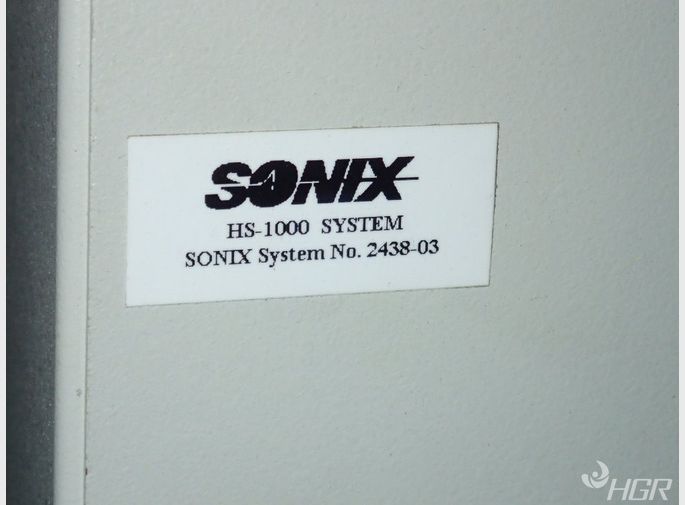 SONIX
HS-1000 SYSTEM
SONIX System No. 2438-03
HGR